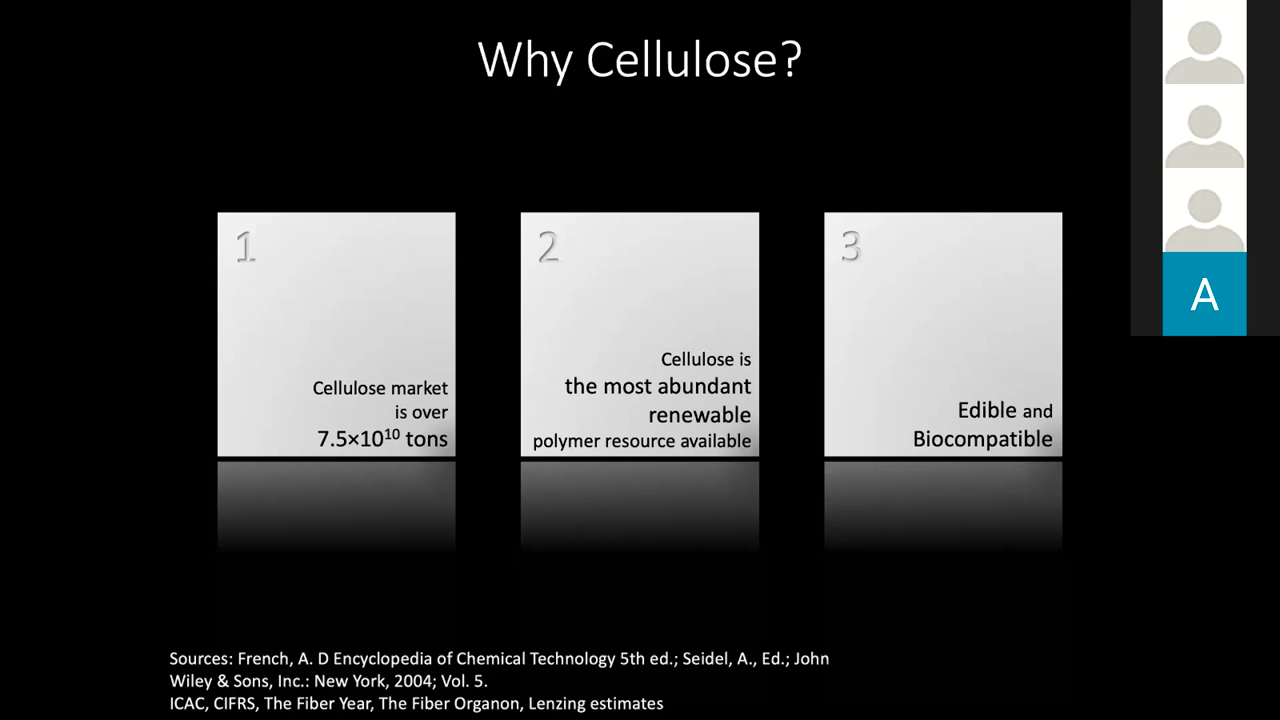 Why Cellulose?
1
Cellulose market
is over
7.5×10¹⁰ tons
2
Cellulose is
the most abundant
renewable
polymer resource available
3
Edible and
Biocompatible
A
Sources: French, A. D Encyclopedia of Chemical Technology 5th ed.; Seidel, A., Ed.; John
Wiley & Sons, Inc.: New York, 2004; Vol. 5.
ICAC, CIFRS, The Fiber Year, The Fiber Organon, Lenzing estimates